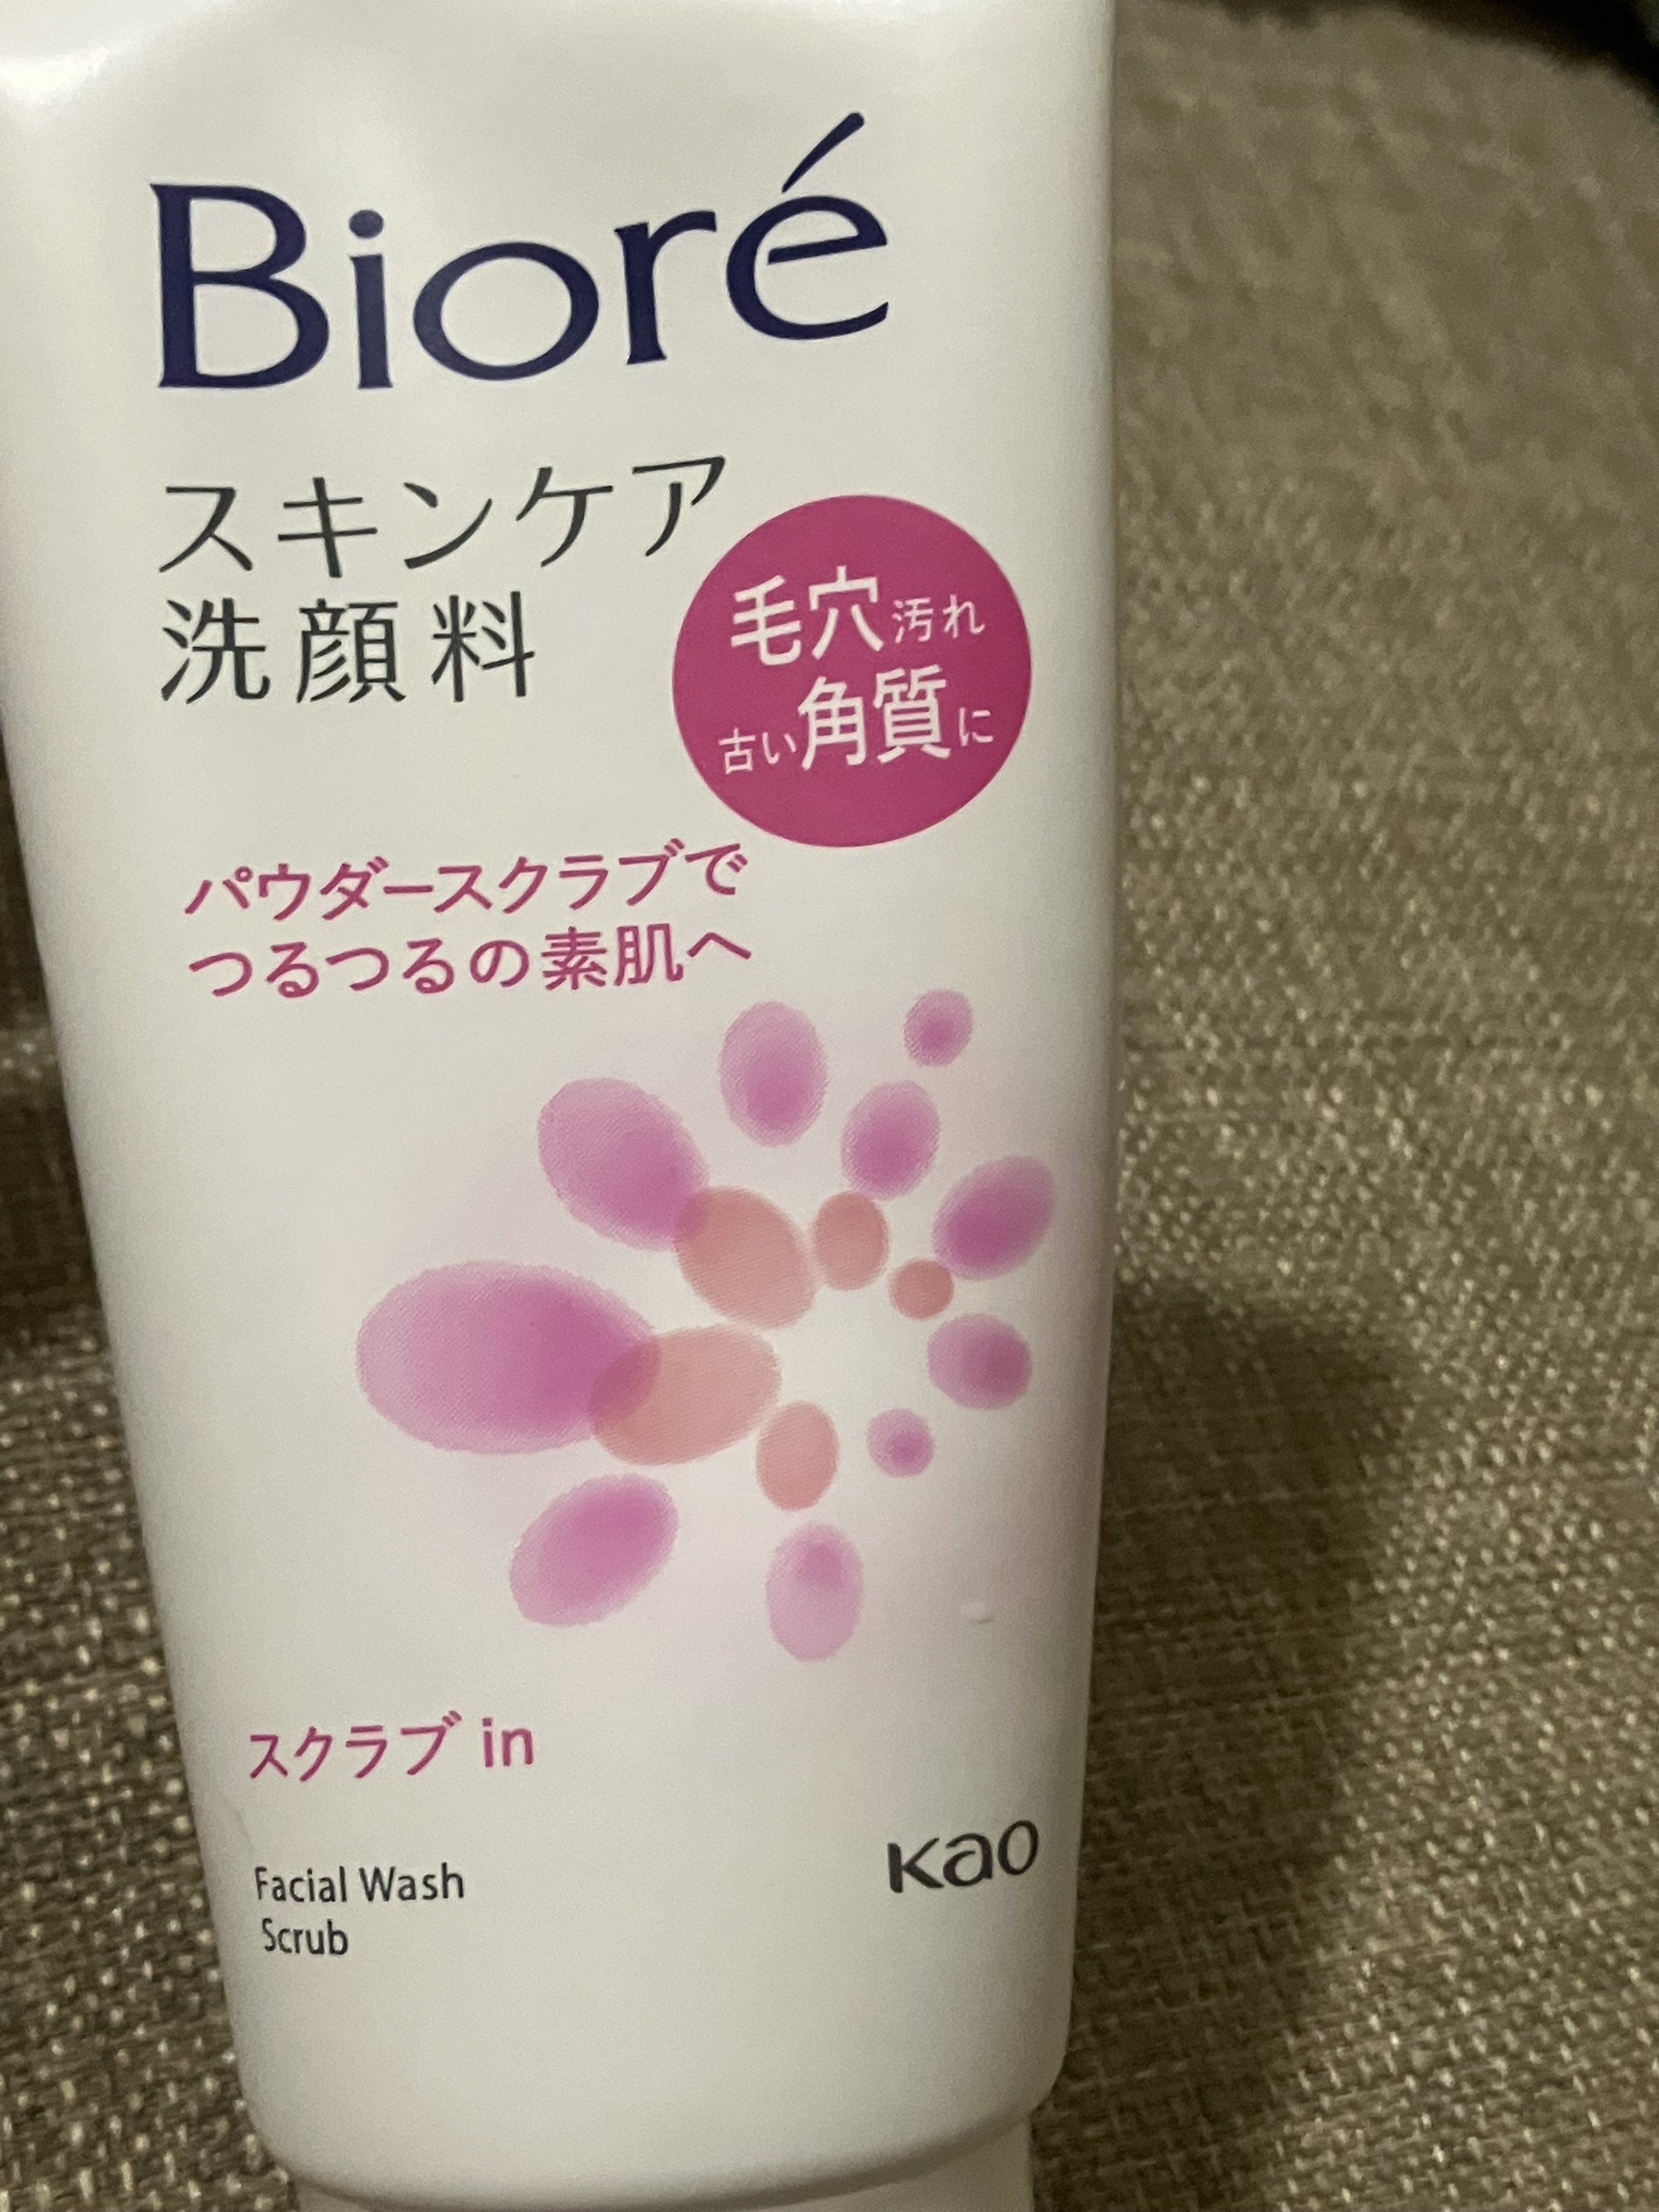 Bioré
スキンケア
洗顔料
毛穴汚れ
古い角質に
パウダースクラブで
つるつるの素肌へ
スクラブ in
Facial Wash
Scrub
Kao